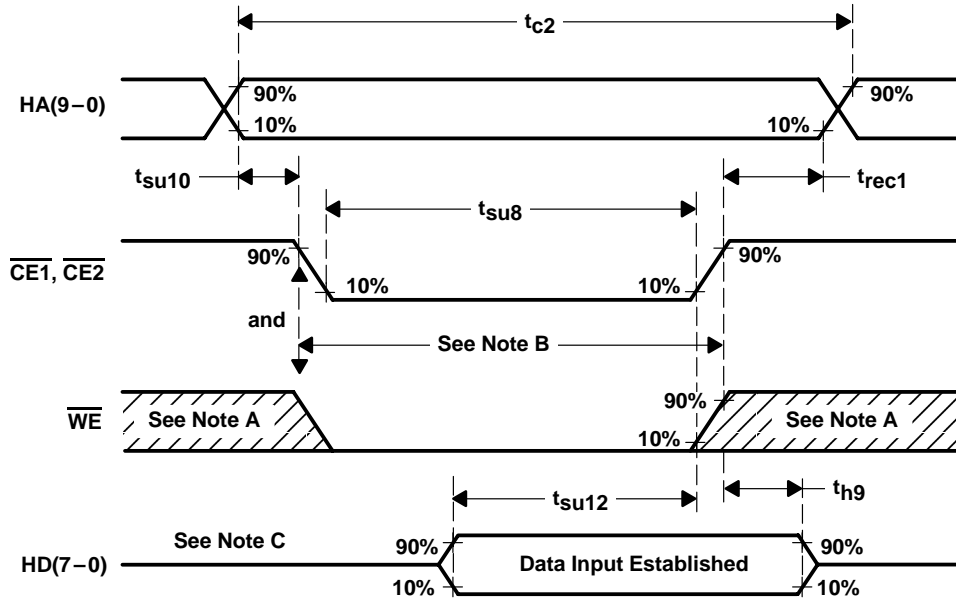 tc2
HA(9–0)
90%
90%
10%
10%
tsu10
trec1
tsu8
CE1, CE2
90%
90%
10%
10%
and
See Note B
WE
See Note A
90%
See Note A
10%
tsu12
th9
See Note C
HD(7–0)
90%
Data Input Established
90%
10%
10%